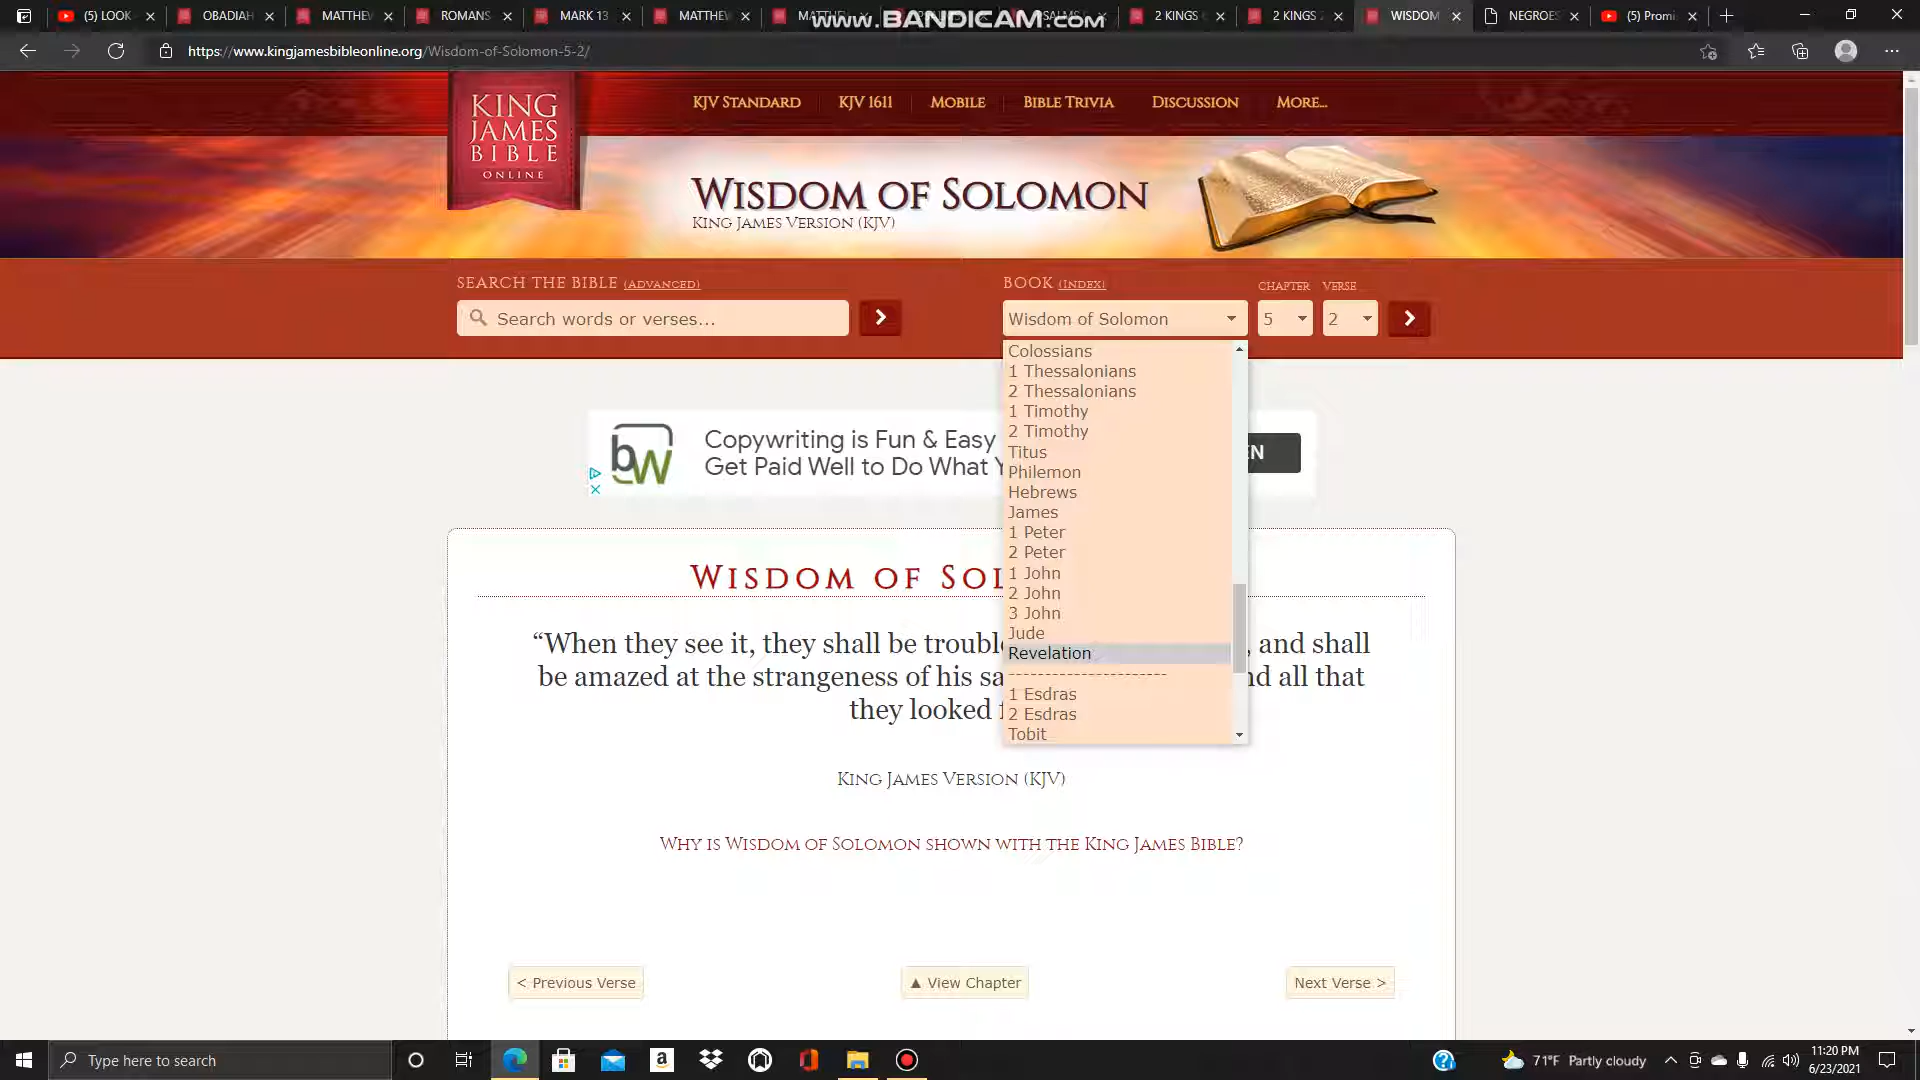 (5) LOOK
OBADIAH
MATTHEW
ROMANS
MARK 13
MATTHEW
2 KINGS
2 KINGS
WISDOM
NEGROES
(5) Promi
www.BANDICAM.com
https://www.kingjamesbibleonline.org/Wisdom-of-Solomon-5-2/
KING
JAMES
BIBLE
ONLINE
KJV STANDARD
KJV 1611
MOBILE
BIBLE TRIVIA
DISCUSSION
MORE...
WISDOM OF SOLOMON
KING JAMES VERSION (KJV)
SEARCH THE BIBLE (ADVANCED)
BOOK (INDEX)
CHAPTER
VERSE
Search words or verses...
Wisdom of Solomon
5
2
Colossians
1 Thessalonians
2 Thessalonians
1 Timothy
2 Timothy
Titus
Philemon
Hebrews
James
1 Peter
2 Peter
1 John
2 John
3 John
Jude
Revelation
----------------------
1 Esdras
2 Esdras
Tobit
bw
Copywriting is Fun & Easy
Get Paid Well to Do What
WISDOM OF
“When they see it, they shall be and shall
be amazed at the strangeness of his all that
they looked
KING JAMES VERSION (KJV)
WHY IS WISDOM OF SOLOMON SHOWN WITH THE KING JAMES BIBLE?
< Previous Verse
▲ View Chapter
Next Verse >
Type here to search
71°F Partly cloudy
11:20 PM
6/23/2021